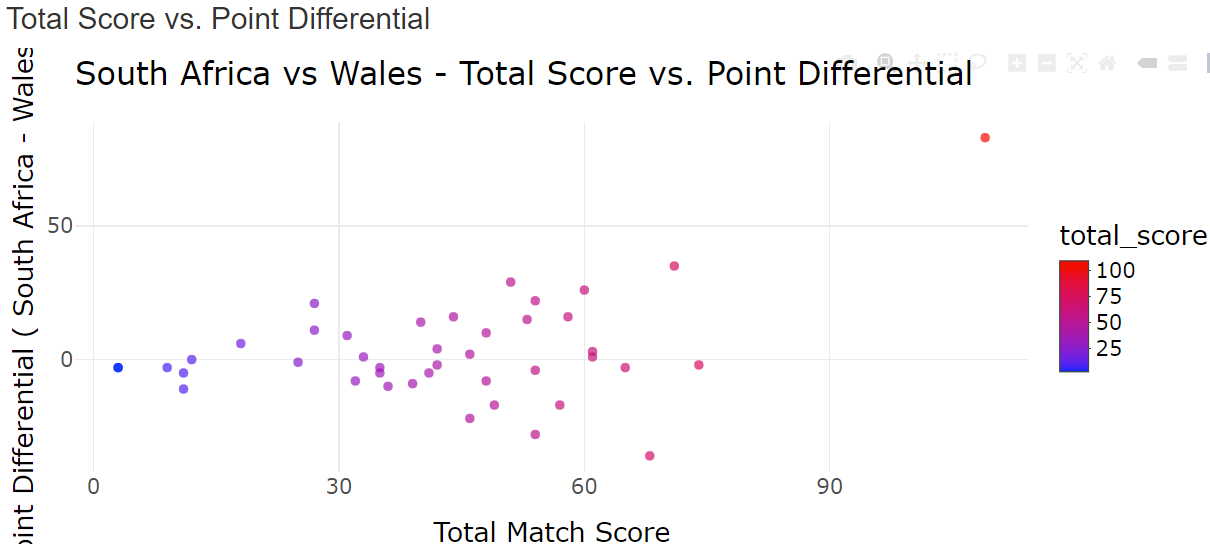 Total Score vs. Point Differential
South Africa vs Wales - Total Score vs. Point Differential
Differential ( South Africa - Wales
50
0
0
30
60
90
Total Match Score
total_score
100
75
50
25